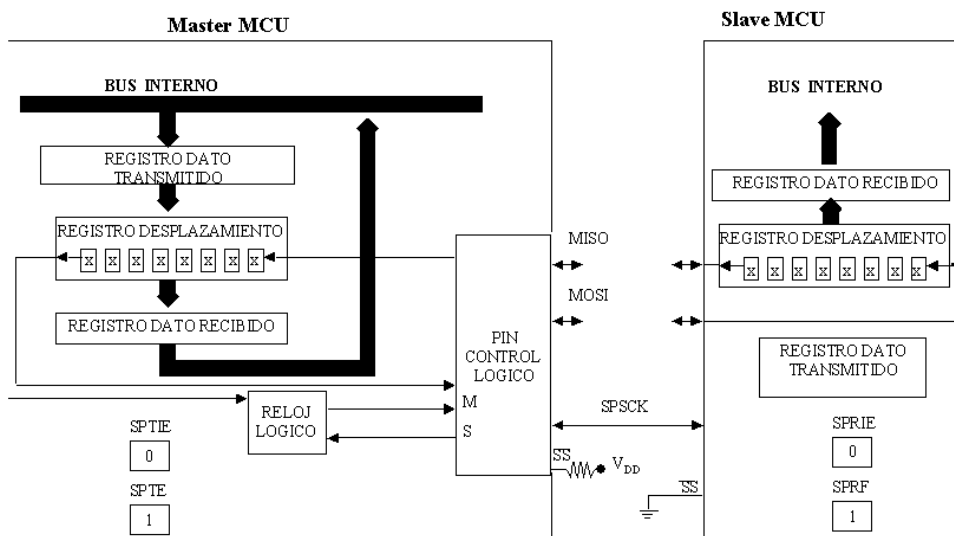 Master MCU
BUS INTERNO
REGISTRO DATO
TRANSMITIDO
REGISTRO DESPLAZAMIENTO
x x x x x x x x
REGISTRO DATO RECIBIDO
RELOJ
LOGICO
M
S
PIN
CONTROL
LOGICO
SPTIE
0
SPTE
1
MISO
MOSI
SPSCK
SS
VDD
SS
Slave MCU
BUS INTERNO
REGISTRO DATO RECIBIDO
REGISTRO DESPLAZAMIENTO
x x x x x x x x
REGISTRO DATO
TRANSMITIDO
SPRIE
0
SPRF
1